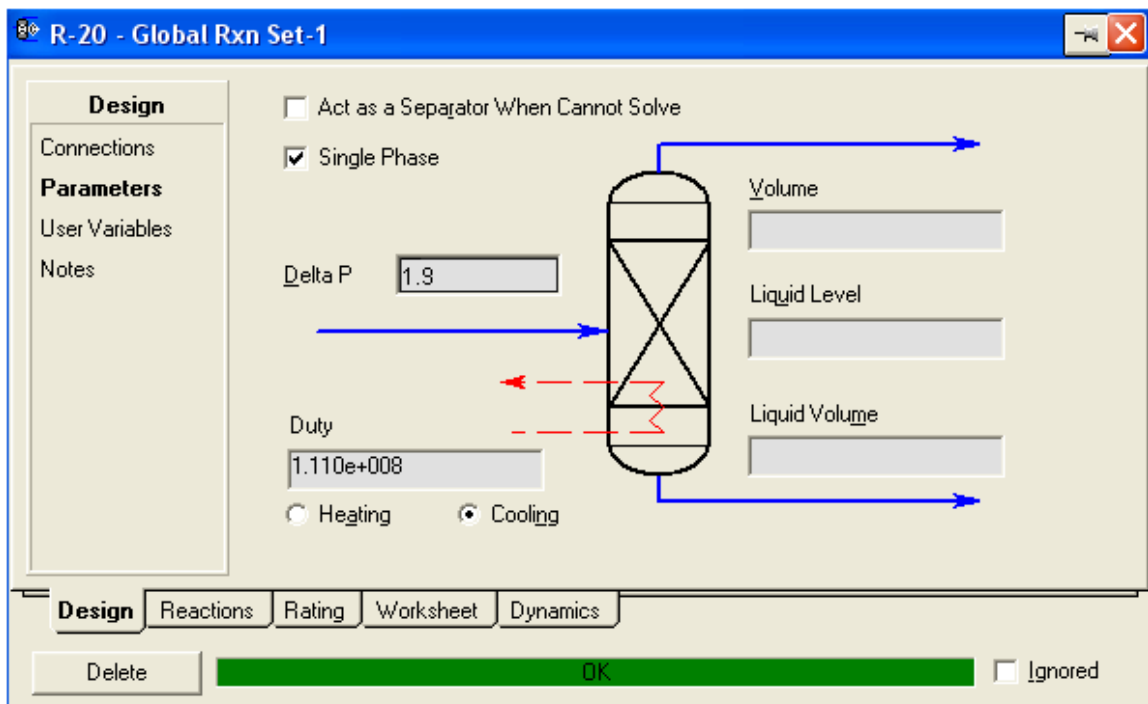 R-20 - Global Rxn Set-1
Design
Connections
Parameters
User Variables
Notes
Act as a Separator When Cannot Solve
Single Phase
Delta P
1.9
Duty
1.110e+008
Heating
Cooling
Volume
Liquid Level
Liquid Volume
Design
Reactions
Rating
Worksheet
Dynamics
Delete
OK
Ignored